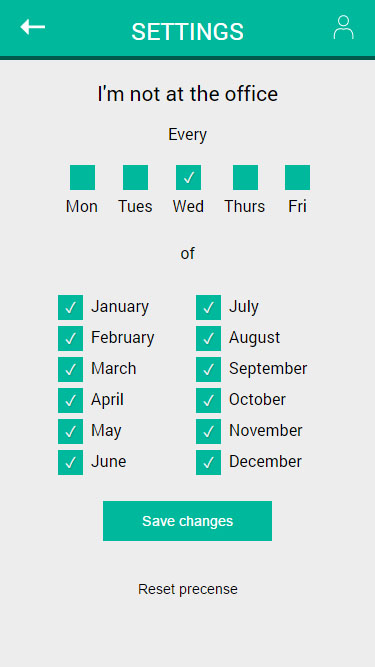 SETTINGS
I'm not at the office
Every
Mon Tues Wed Thurs Fri
of
January July
February August
March September
April October
May November
June December
Save changes
Reset precense